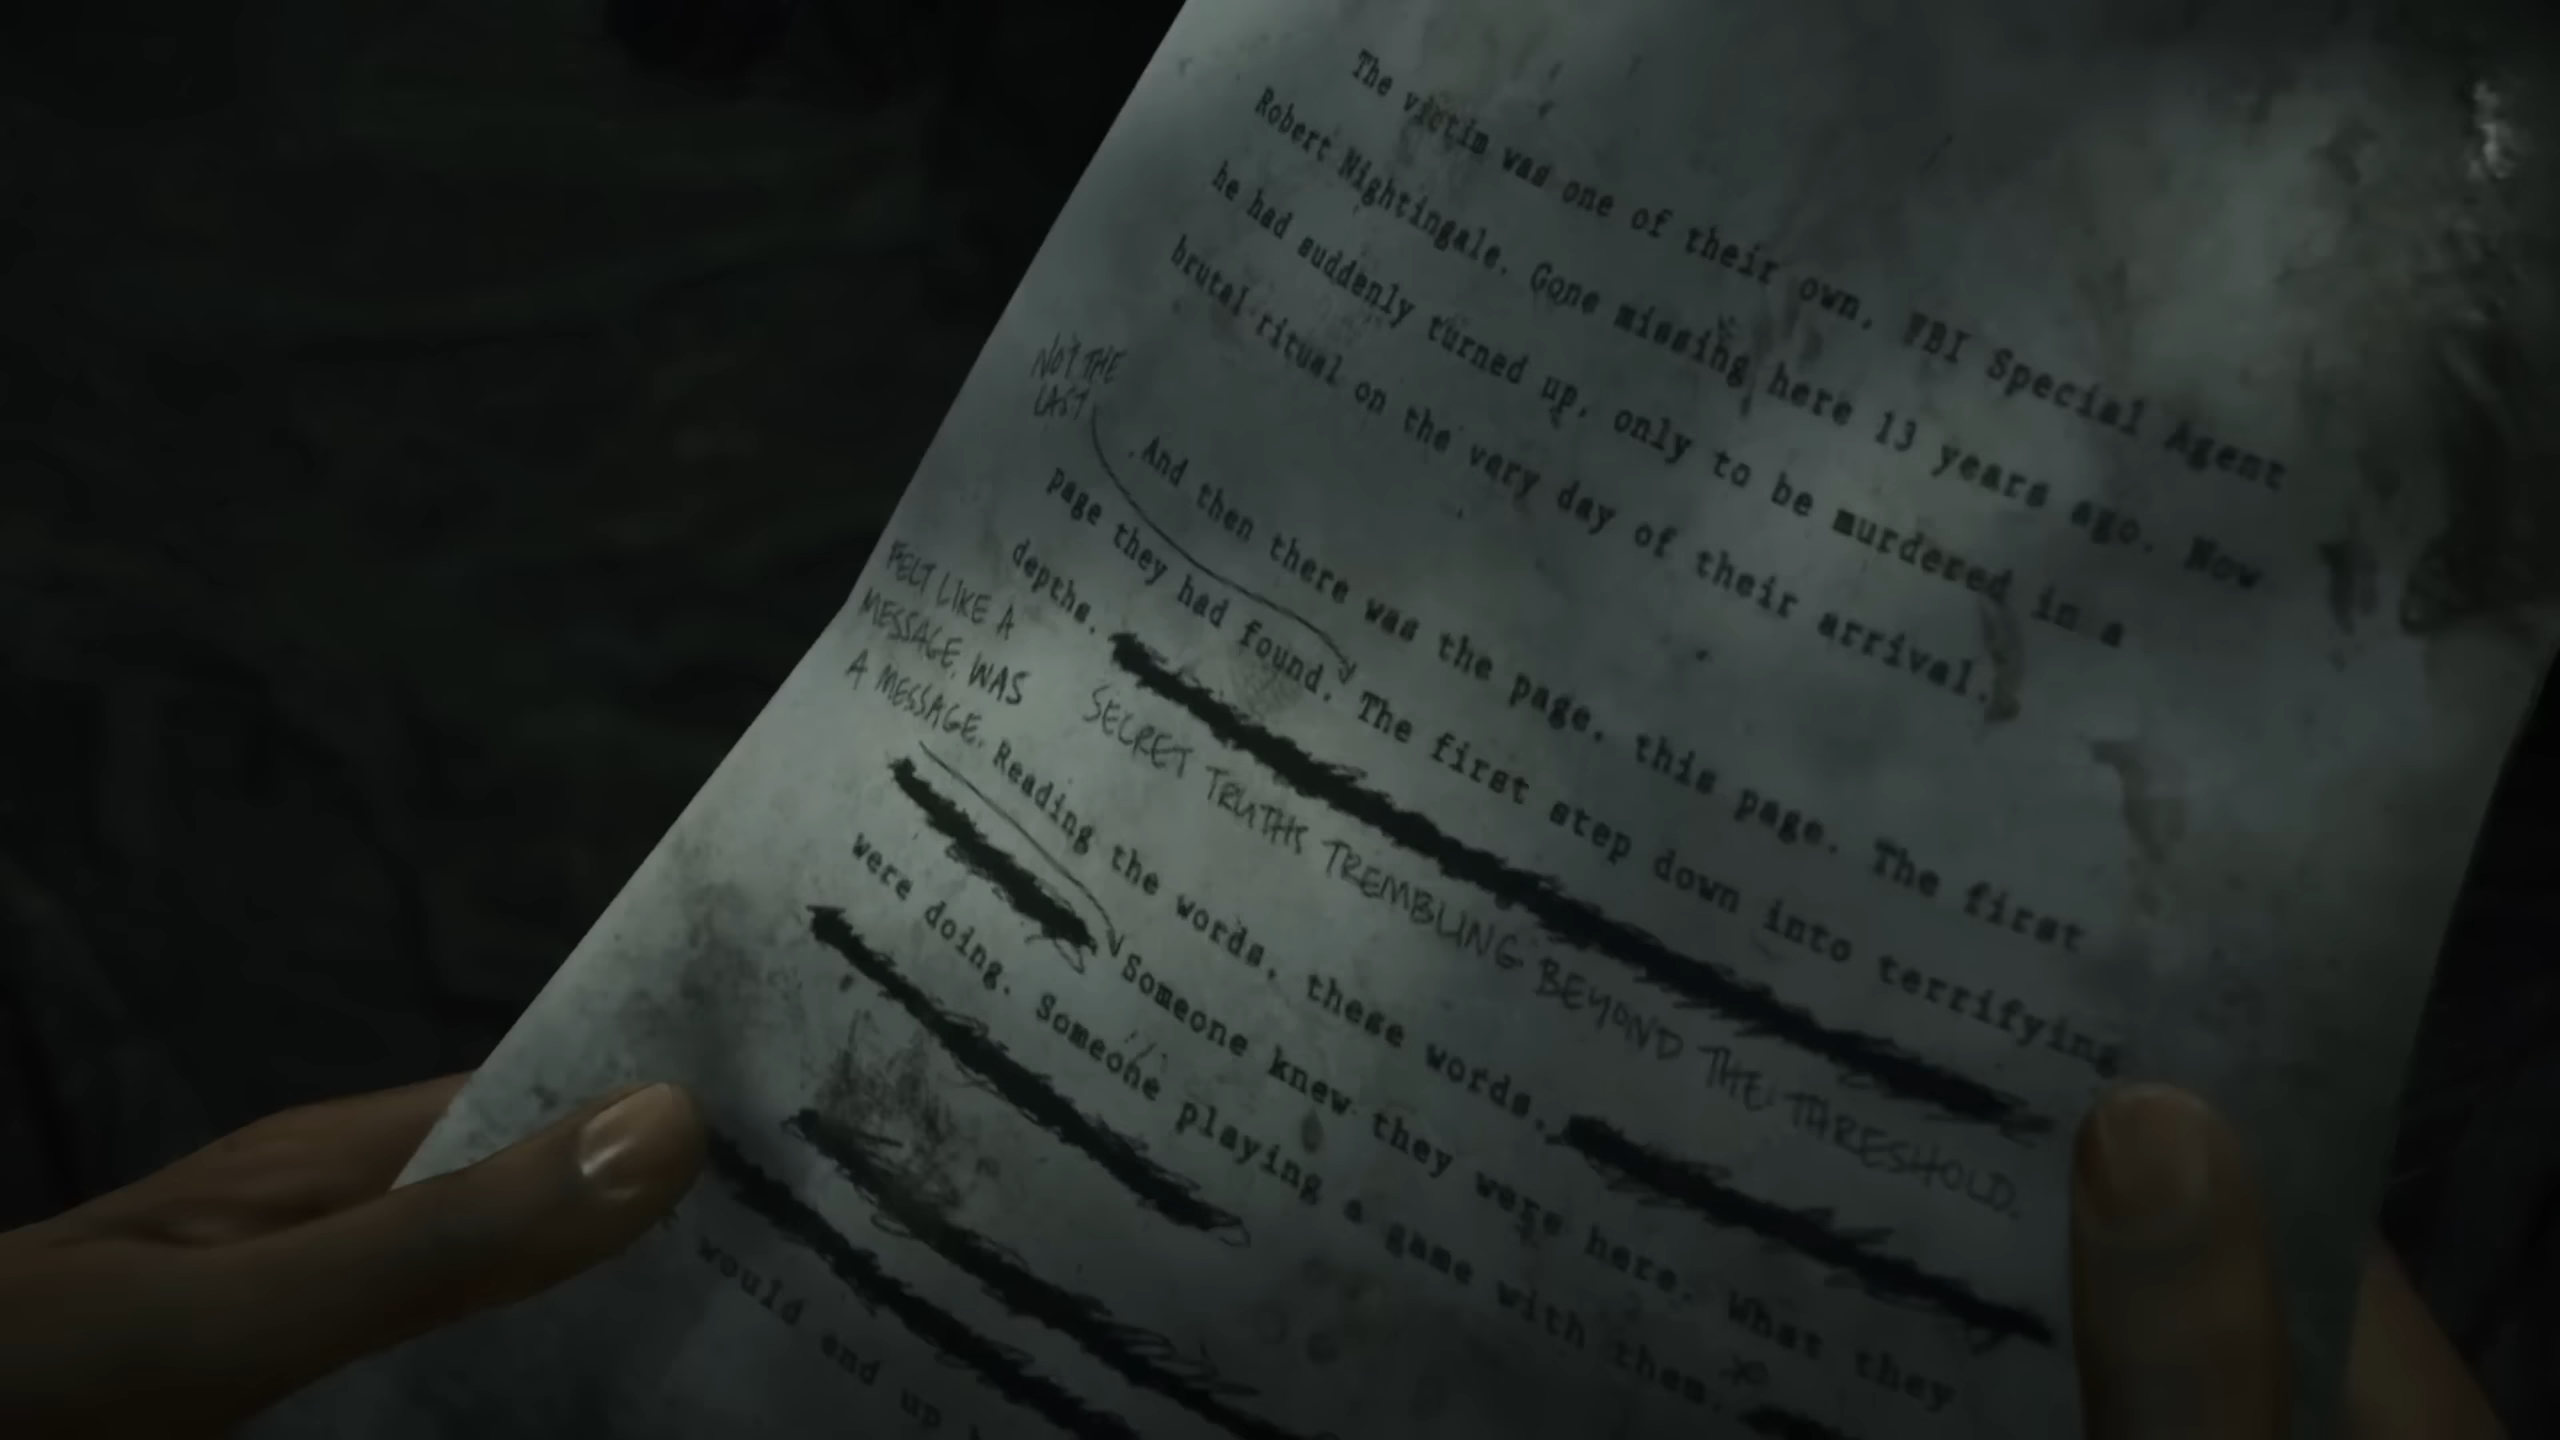 The victim was one of their own. FBI Special Agent
Robert Nightingale. Gone missing here 13 years ago. Now
he had suddenly turned up, only to be murdered in a
brutal ritual on the very day of their arrival.
NOT THE
LAST
And then there was the page, this page. The first
page they had found. The first step down into terrifying
depths.
SECRET TRUTHS TREMBLING BEYOND THE THRESHOLD.
FELT LIKE A
MESSAGE. WAS
A MESSAGE.
Reading the words, these words.
Someone knew they were here. What they
were doing. Someone playing a game with them.
would end up